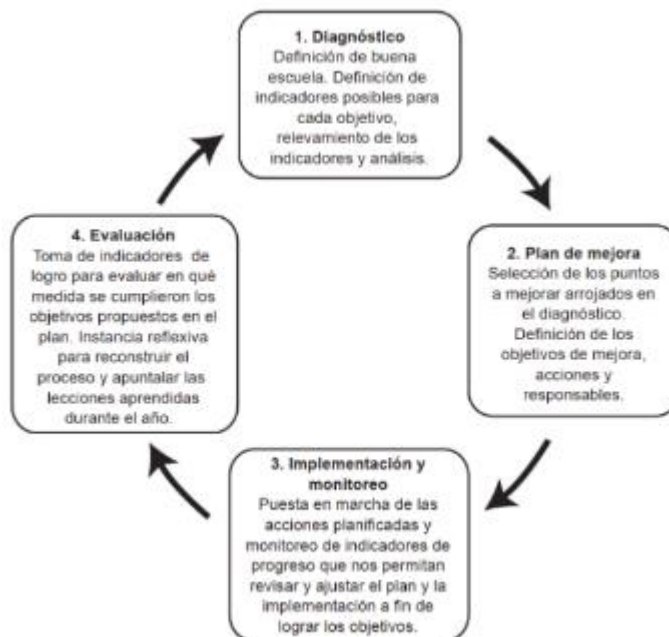 1. Diagnóstico
Definición de buena
escuela. Definición de
indicadores posibles para
cada objetivo,
relevamiento de los
indicadores y análisis.
2. Plan de mejora
Selección de los puntos
a mejorar arrojados en
el diagnóstico.
Definición de los
objetivos de mejora,
acciones y
responsables.
3. Implementación y
monitoreo
Puesta en marcha de las
acciones planificadas y
monitoreo de indicadores de
progreso que nos permitan
revisar y ajustar el plan y la
implementación a fin de
lograr los objetivos.
4. Evaluación
Toma de indicadores de
logro para evaluar en qué
medida se cumplieron los
objetivos propuestos en el
plan. Instancia reflexiva
para reconstruir el
proceso y apuntalar las
lecciones aprendidas
durante el año.